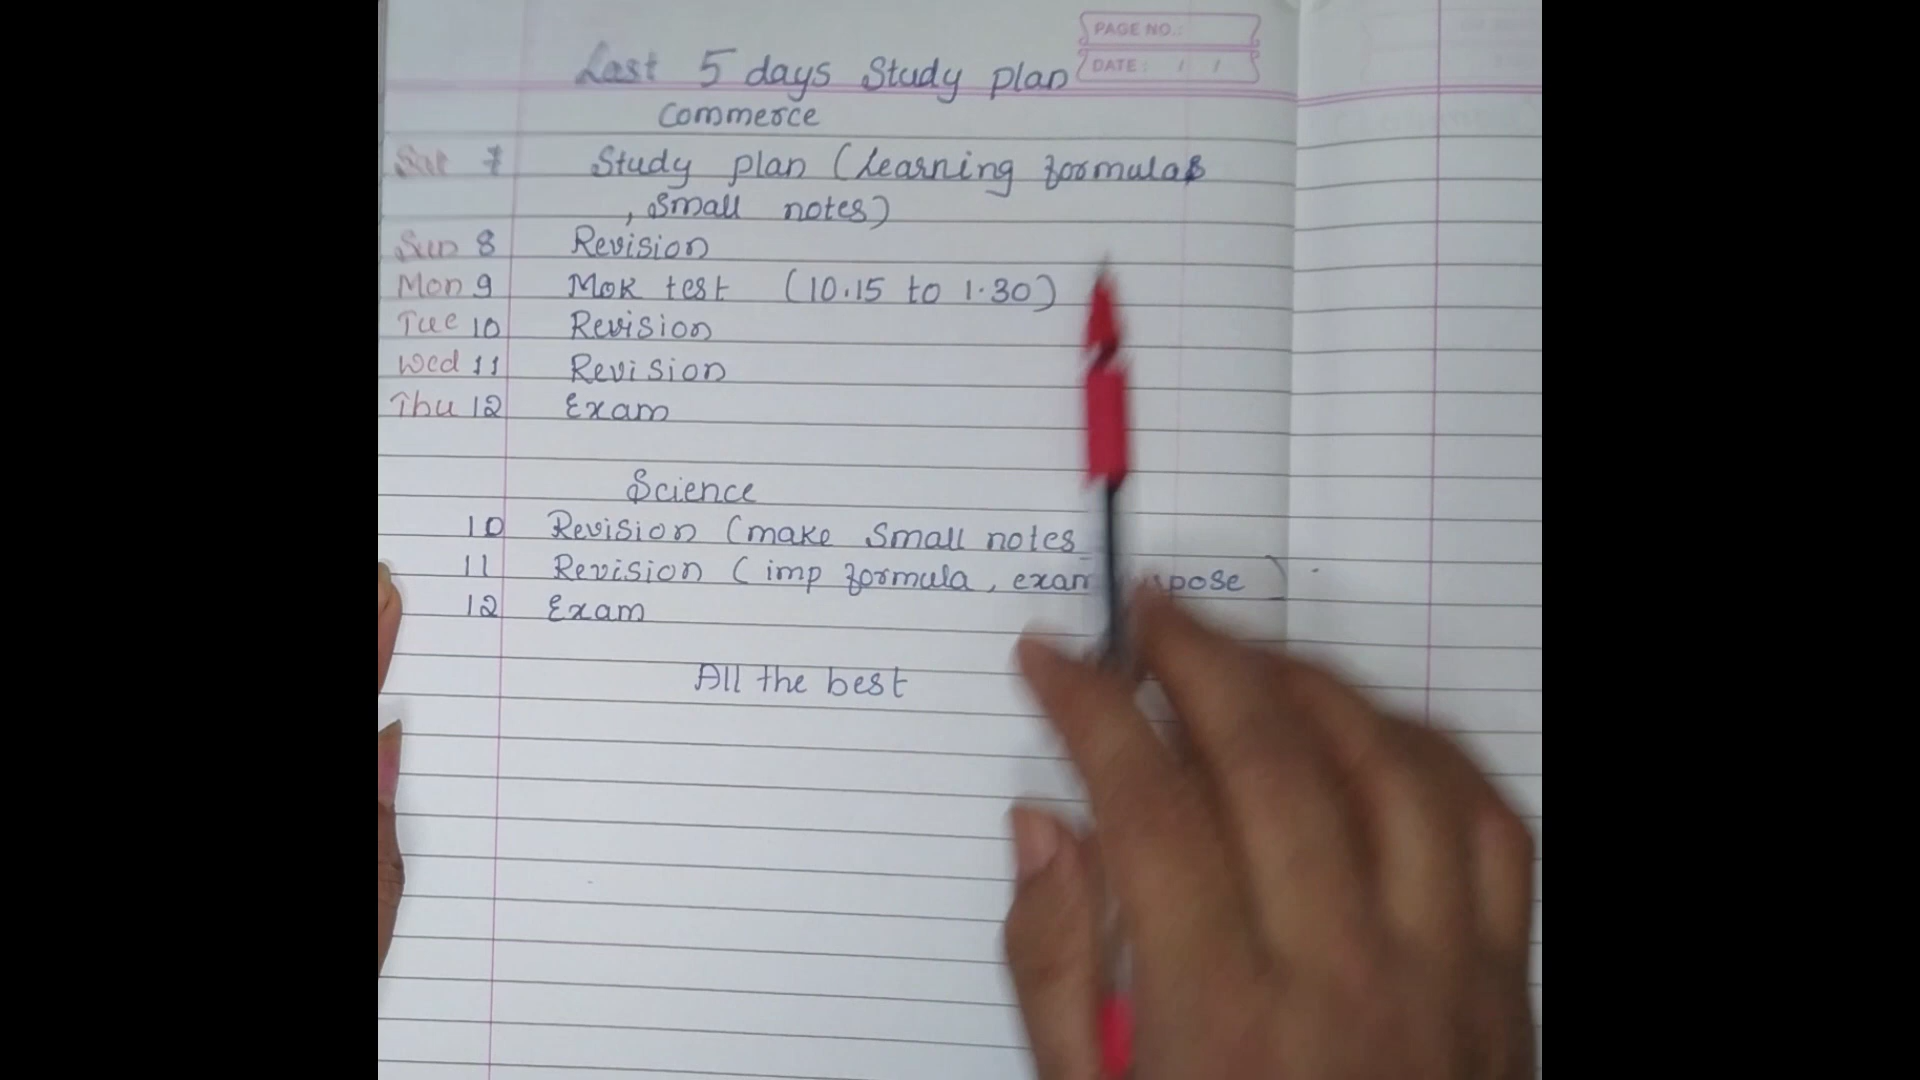 PAGE NO.:
DATE: / /
Last 5 days Study plan
Commerce
Sat 7 Study plan (Learning formulas
, Small notes)
Sun 8 Revision
Mon 9 Mok test (10.15 to 1.30)
Tue 10 Revision
Wed 11 Revision
Thu 12 Exam
Science
10 Revision (make Small notes
11 Revision (imp formula, exam pose)
12 Exam
All the best